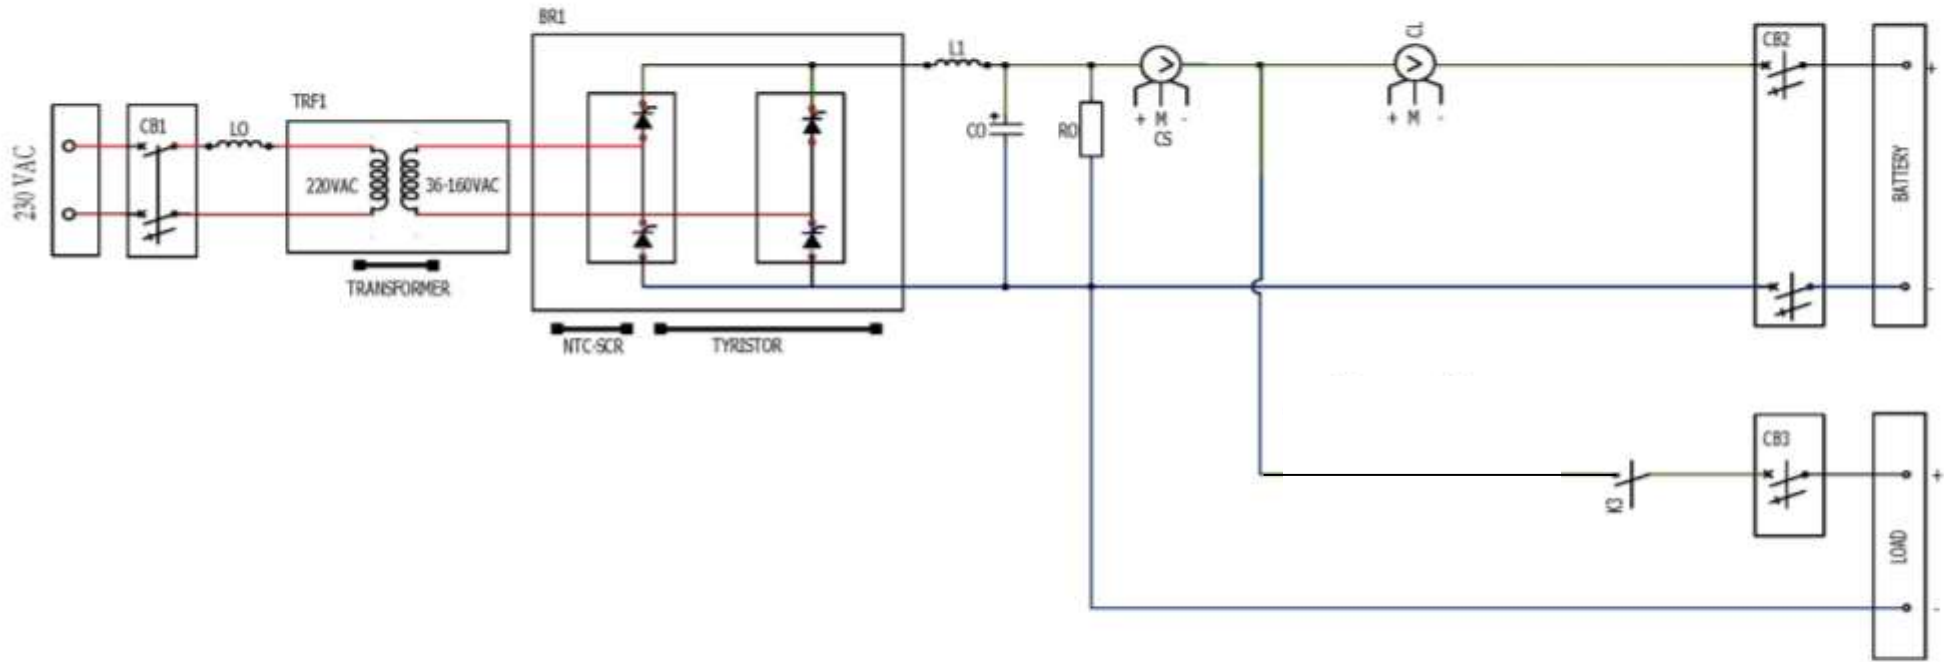 BR1
L1
CL
CB2
+
TRF1
CB1
LO
+ M -
CS
+ M -
CO
+
RO
230 VAC
220VAC
36-160VAC
BATTERY
-
TRANSFORMER
NTC-SCR
TYRISTOR
CB3
+
K3
LOAD
-